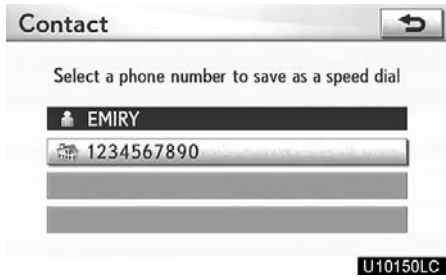 Contact
Select a phone number to save as a speed dial
EMIRY
1234567890
U10150LC